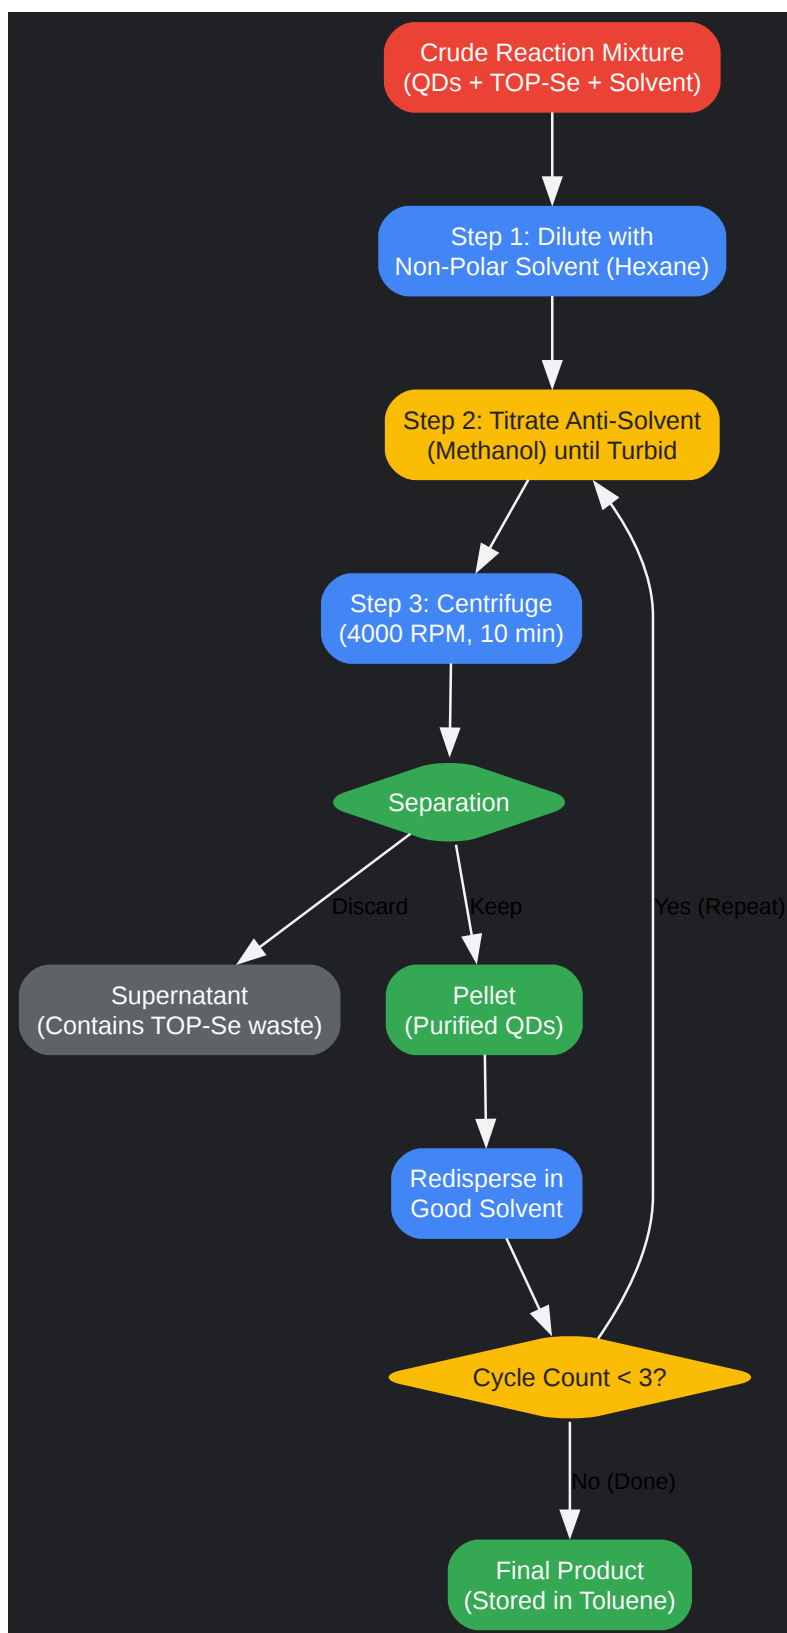 Crude Reaction Mixture
(QDs + TOP-Se + Solvent)
Step 1: Dilute with
Non-Polar Solvent (Hexane)
Step 2: Titrate Anti-Solvent
(Methanol) until Turbid
Step 3: Centrifuge
(4000 RPM, 10 min)
Separation
Discard
Keep
Yes (Repeat)
Supernatant
(Contains TOP-Se waste)
Pellet
(Purified QDs)
Redisperse in
Good Solvent
Cycle Count < 3?
No (Done)
Final Product
(Stored in Toluene)